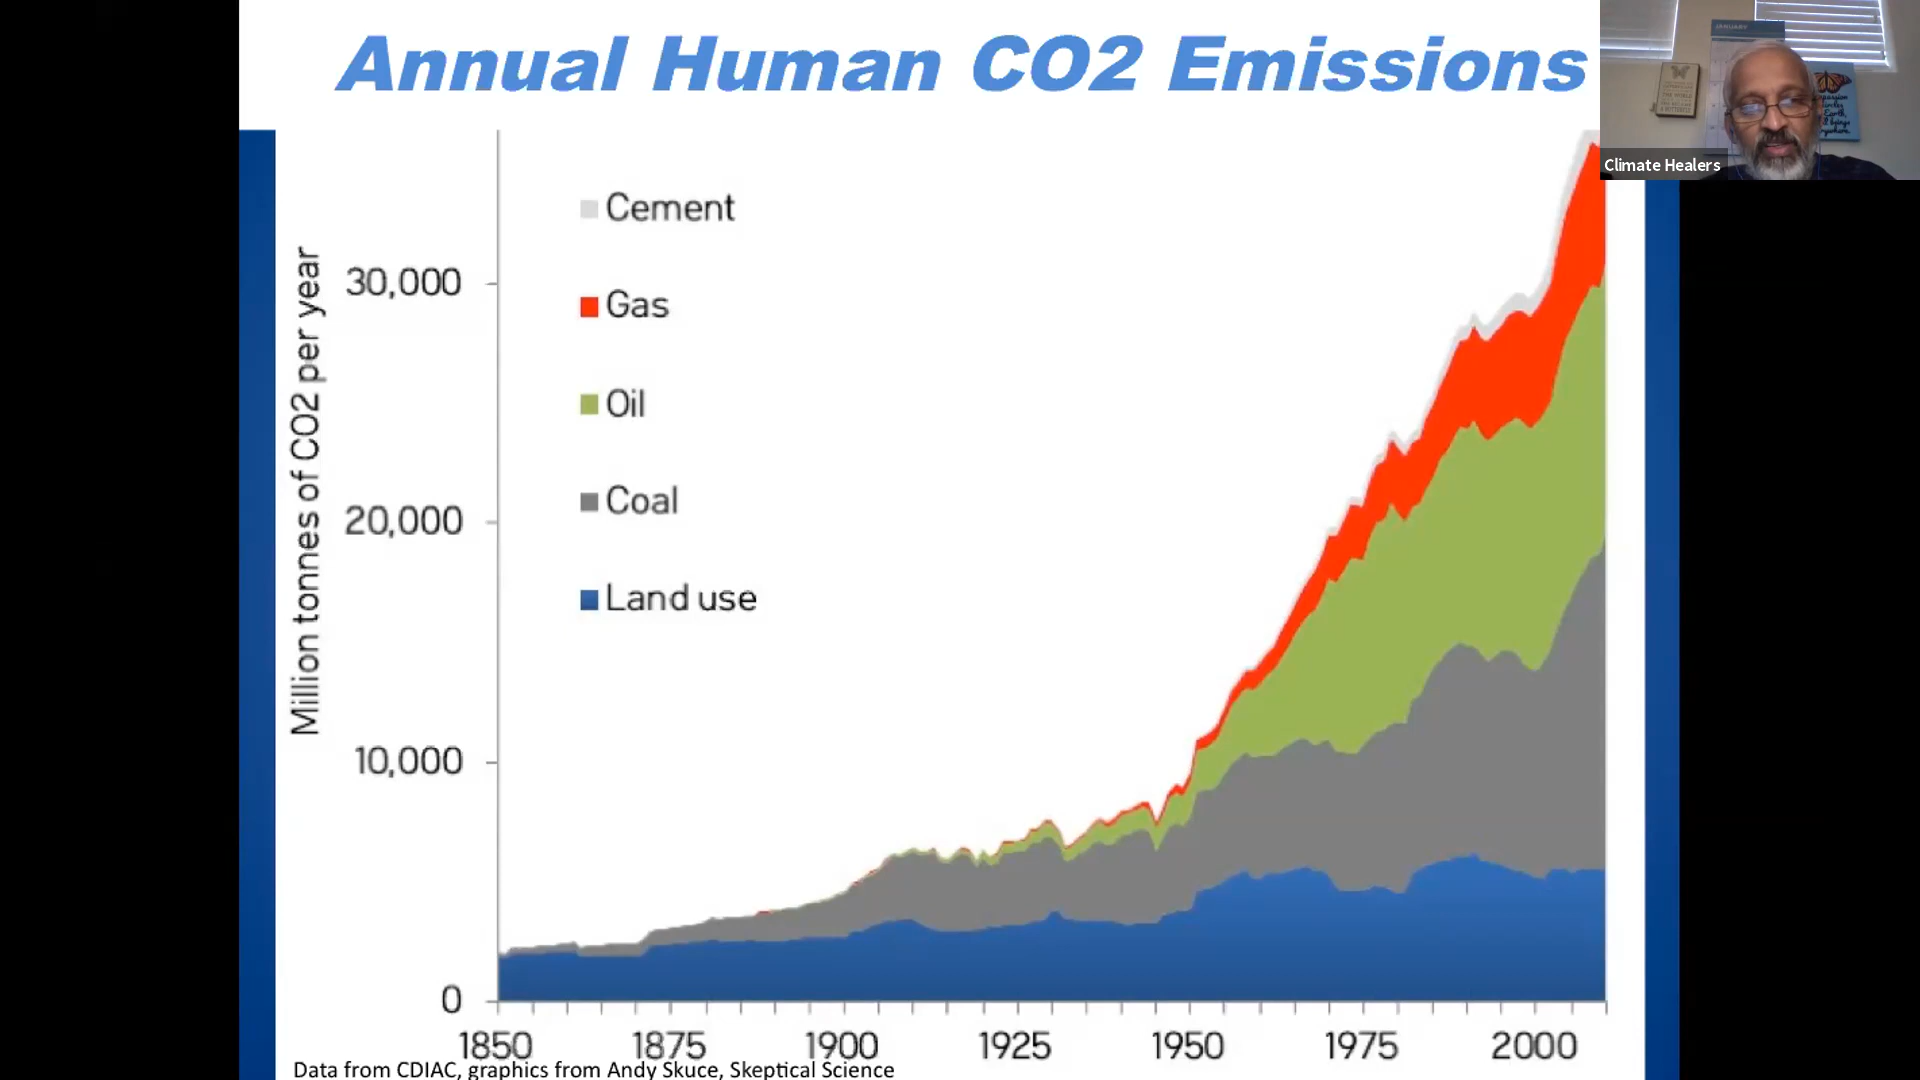 Annual Human CO2 Emissions
JANUARY
Climate Healers
Cement
Gas
Oil
Coal
Land use
Million tonnes of CO2 per year
30,000
20,000
10,000
0
1850
1875
1900
1925
1950
1975
2000
Data from CDIAC, graphics from Andy Skuce, Skeptical Science